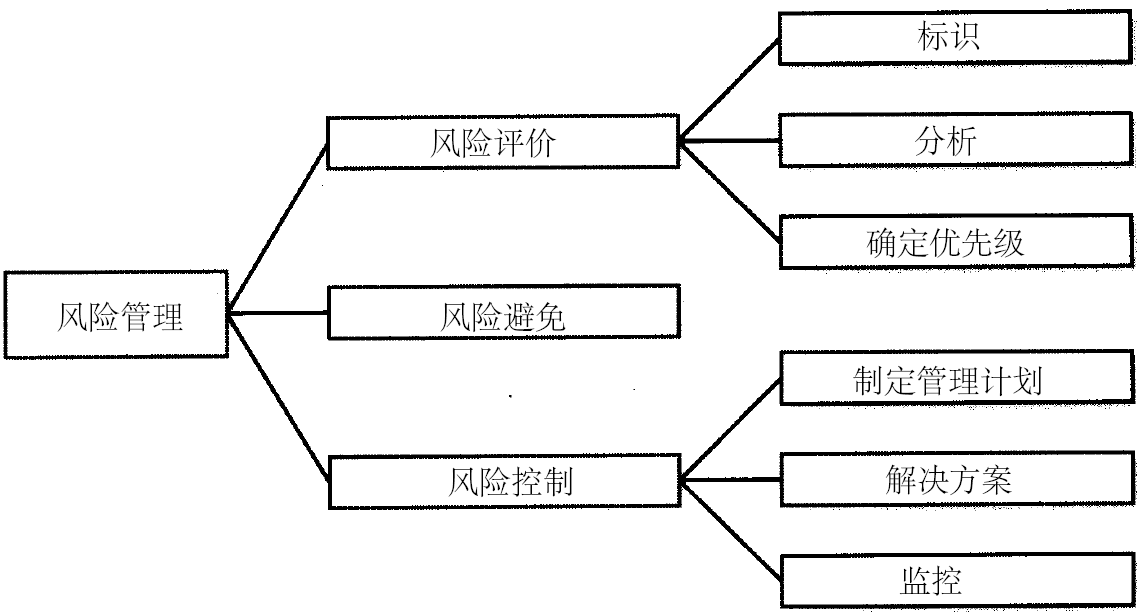 风险管理
风险评价
标识
分析
确定优先级
风险避免
风险控制
制定管理计划
解决方案
监控